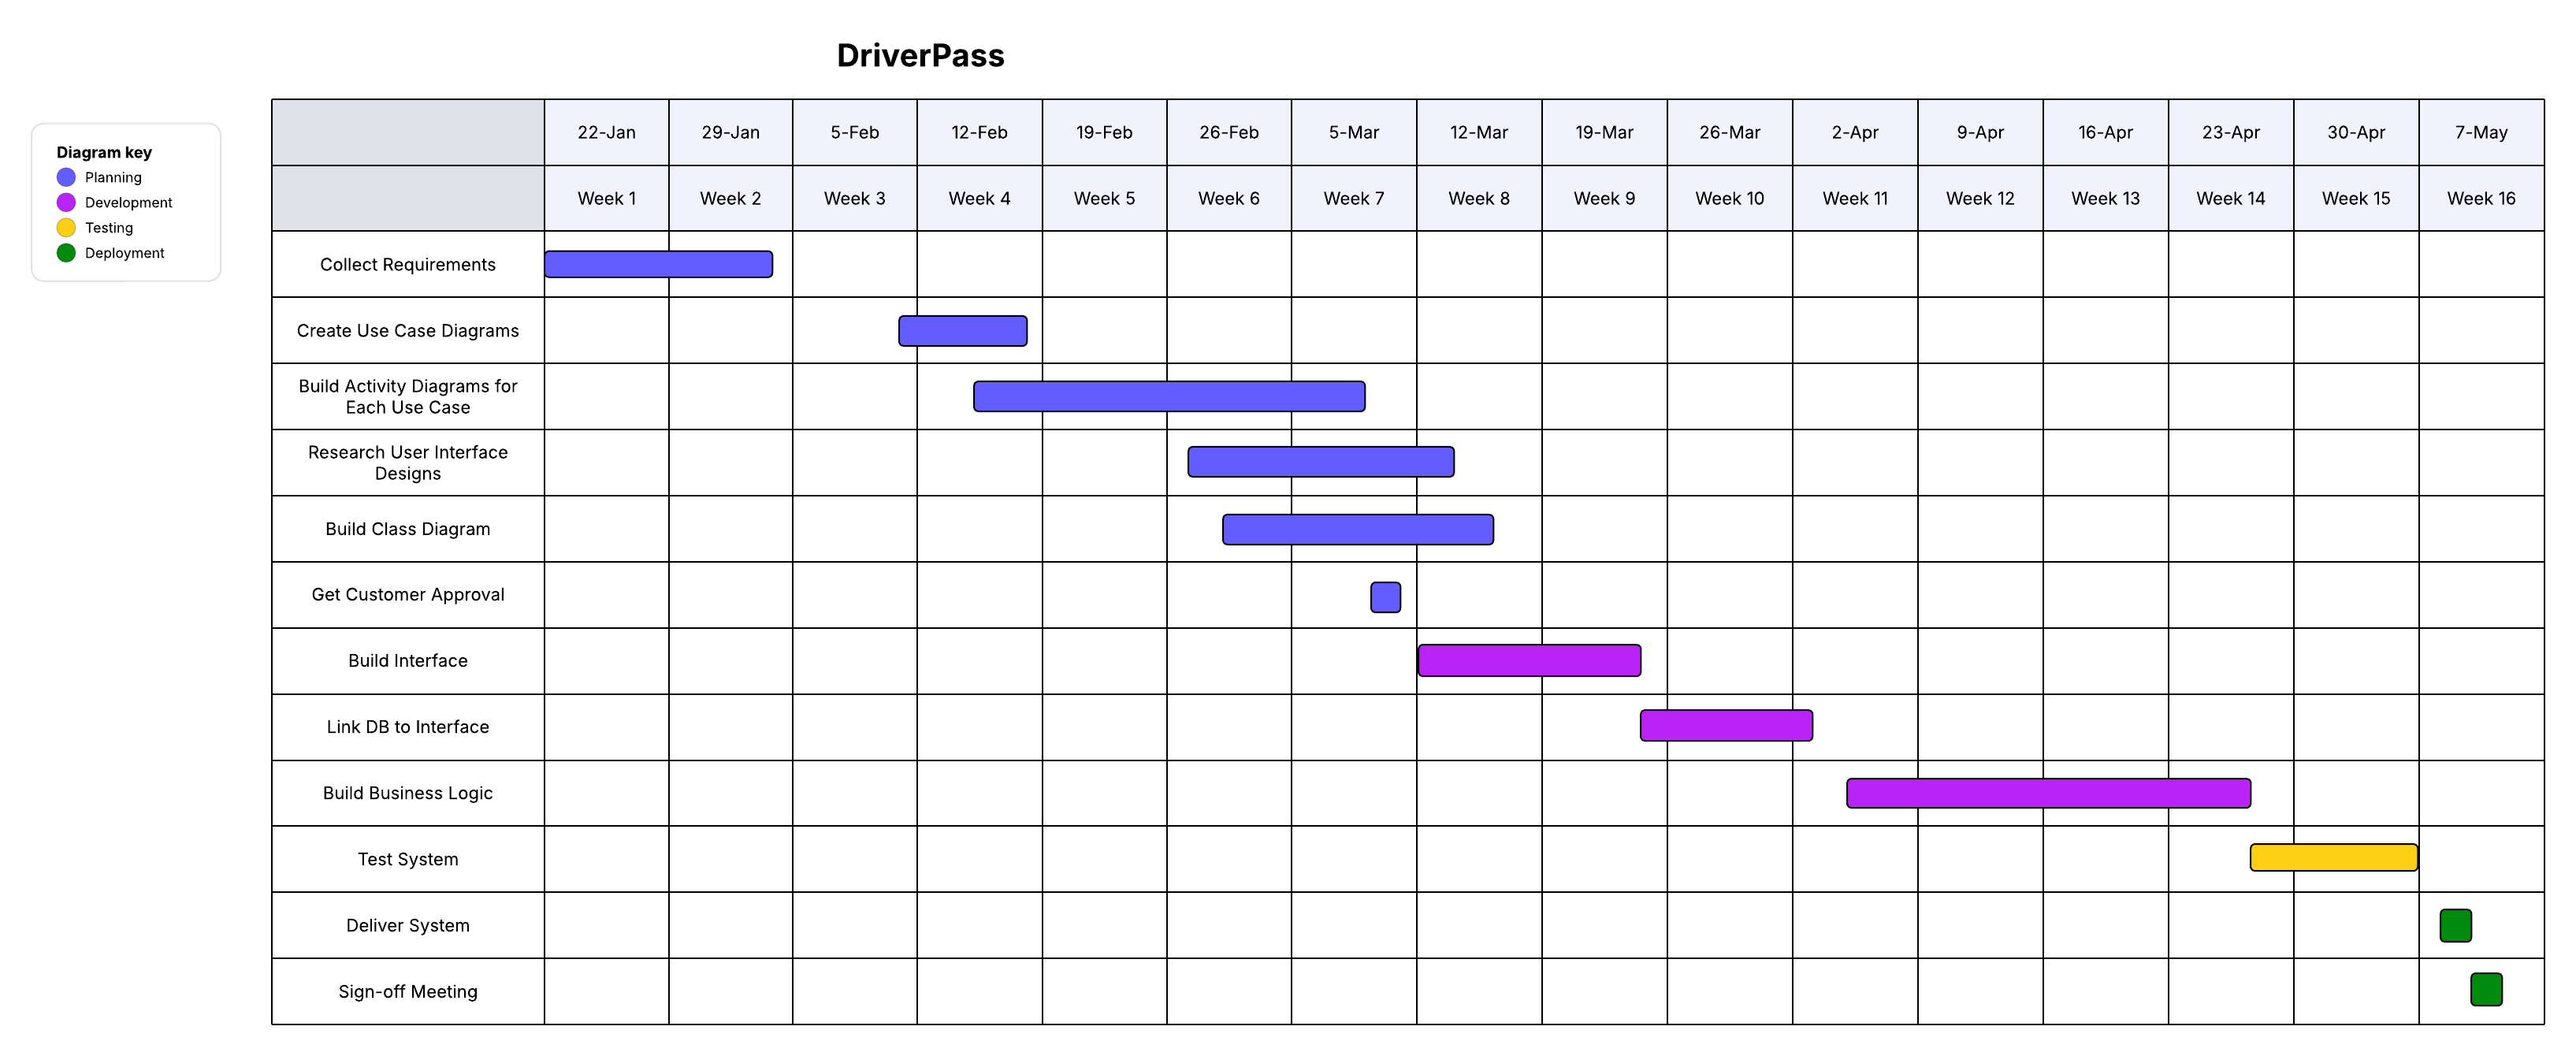 DriverPass
Diagram key
Planning
Development
Testing
Deployment
22-Jan 29-Jan 5-Feb 12-Feb 19-Feb 26-Feb 5-Mar 12-Mar 19-Mar 26-Mar 2-Apr 9-Apr 16-Apr 23-Apr 30-Apr 7-May
Week 1 Week 2 Week 3 Week 4 Week 5 Week 6 Week 7 Week 8 Week 9 Week 10 Week 11 Week 12 Week 13 Week 14 Week 15 Week 16
Collect Requirements
Create Use Case Diagrams
Build Activity Diagrams for
Each Use Case
Research User Interface
Designs
Build Class Diagram
Get Customer Approval
Build Interface
Link DB to Interface
Build Business Logic
Test System
Deliver System
Sign-off Meeting